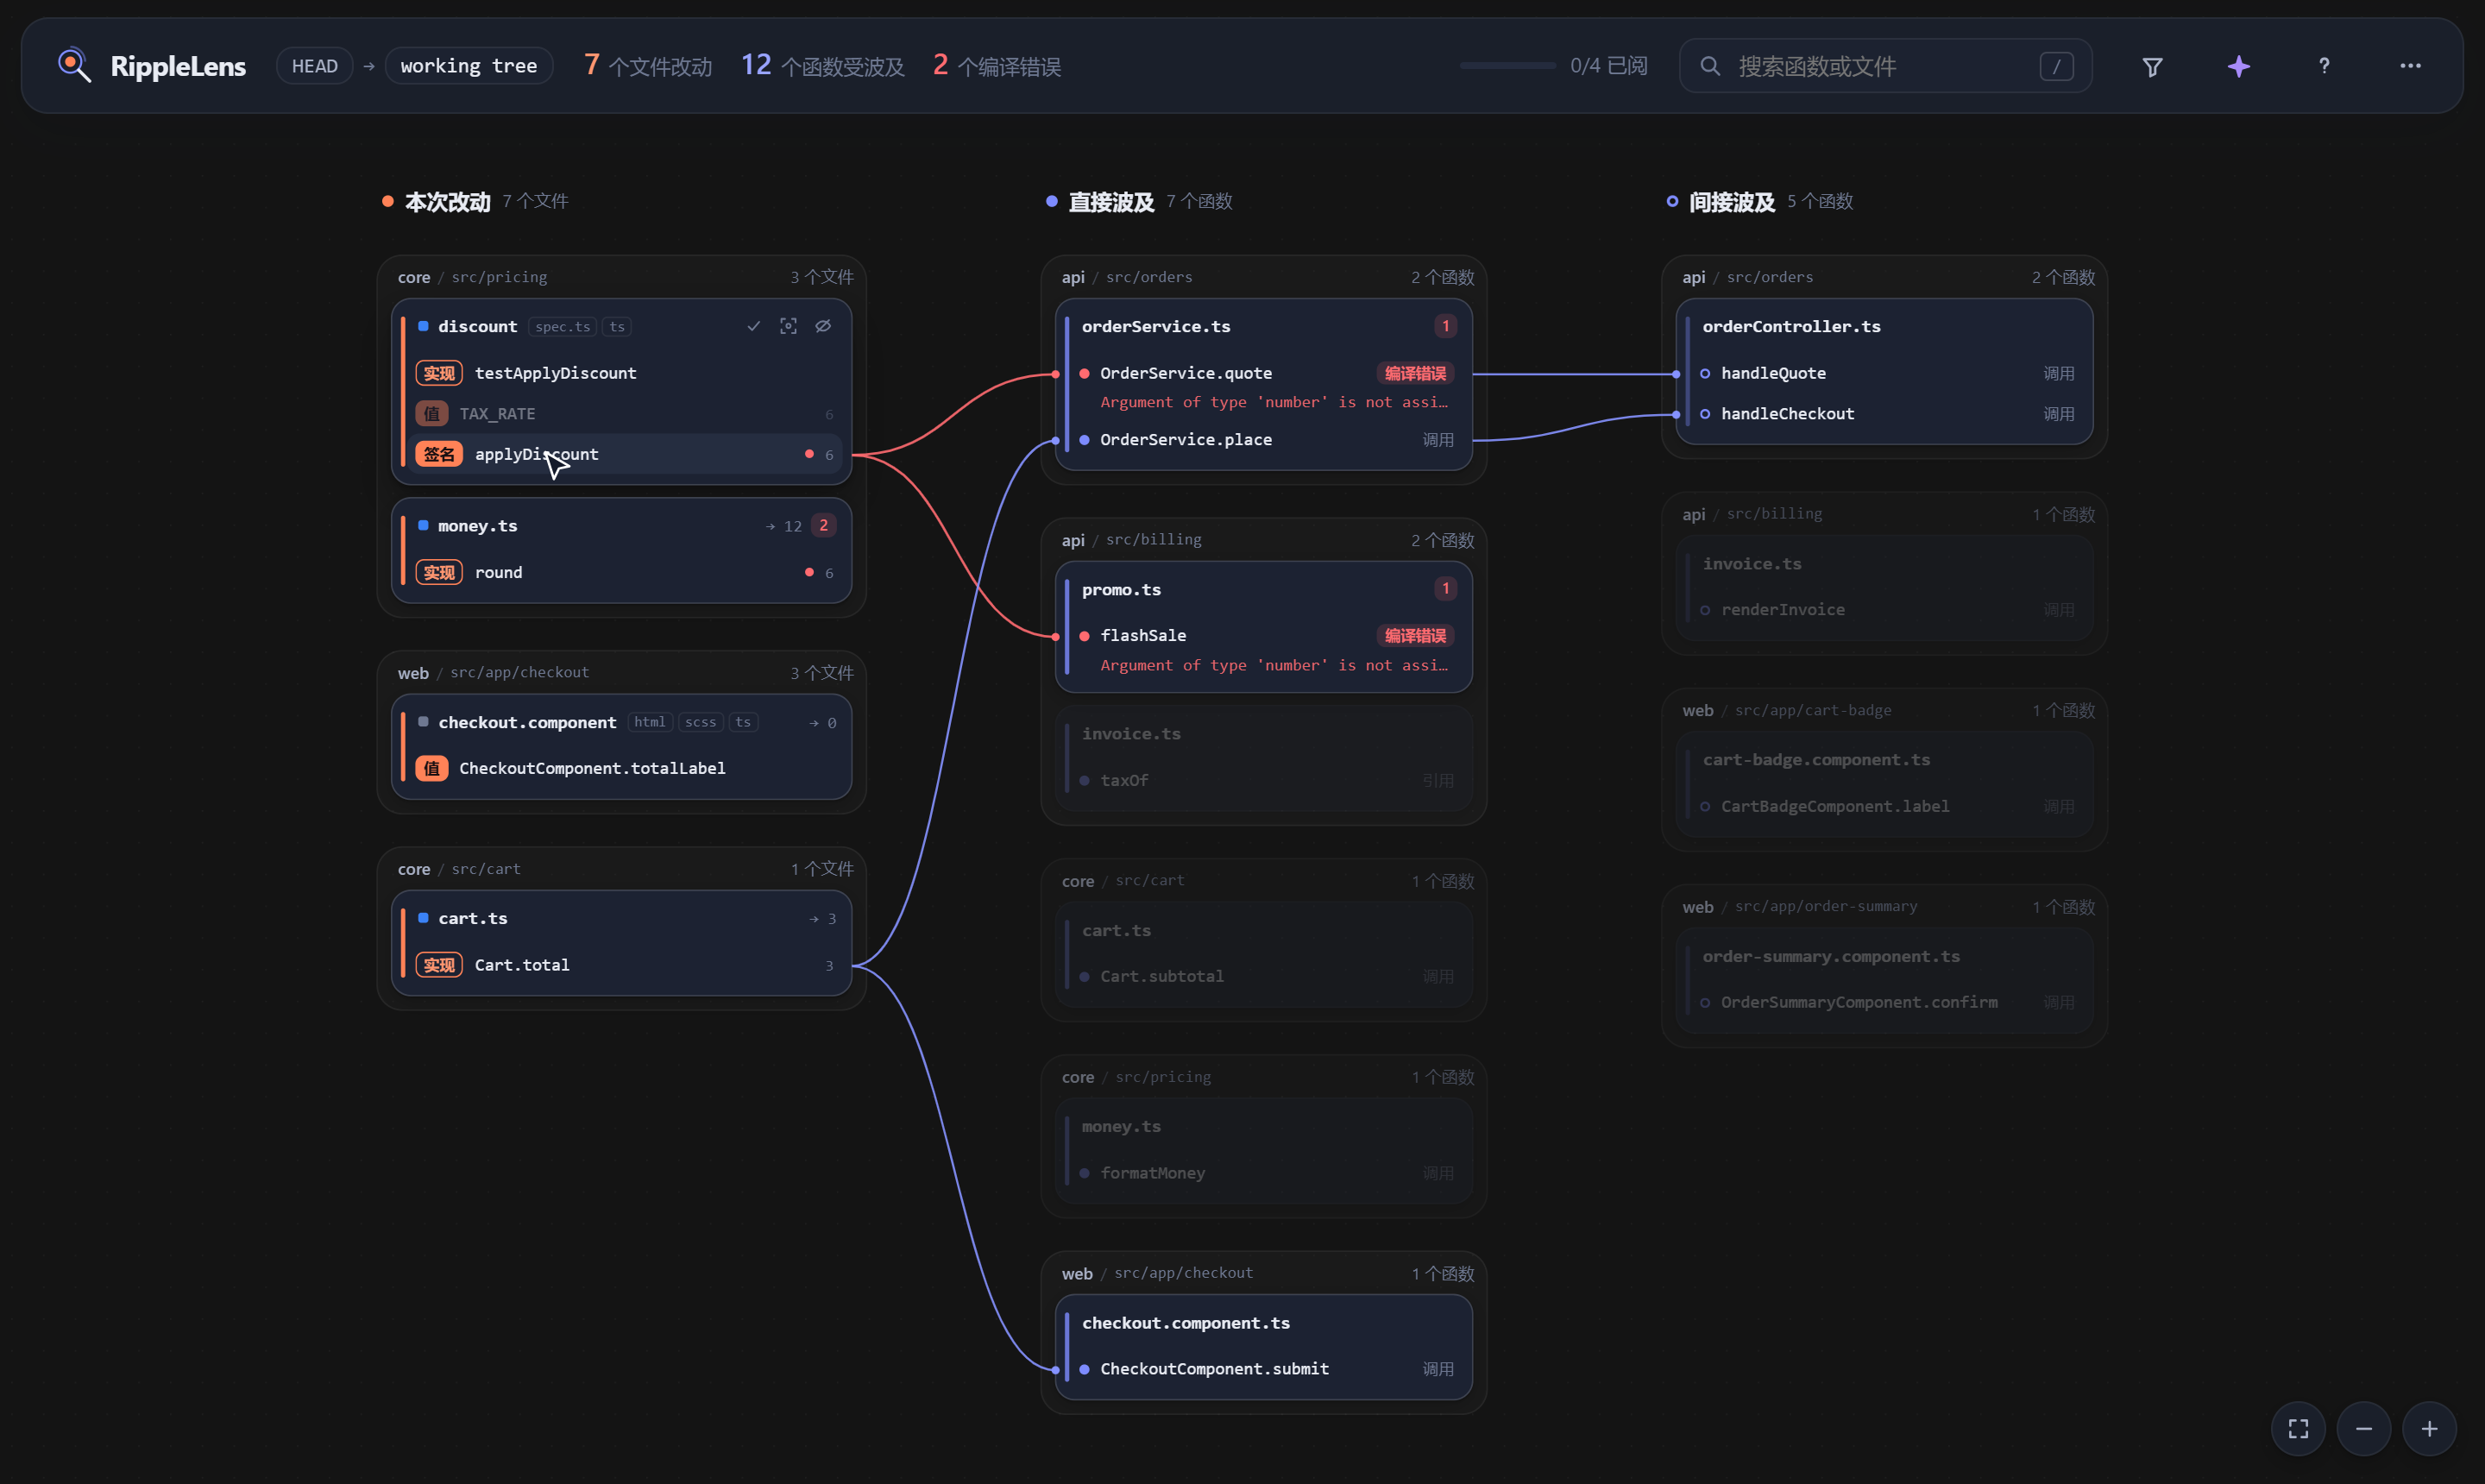 RippleLens HEAD → working tree 7 个文件改动 12 个函数受波及 2 个编译错误 0/4 已阅 搜索函数或文件 / ?
本次改动 7 个文件
core / src/pricing 3 个文件
discount spec.ts ts
实现 testApplyDiscount
值 TAX_RATE 6
签名 applyDiscount 6
money.ts → 12 2
实现 round 6
web / src/app/checkout 3 个文件
checkout.component html scss ts → 0
值 CheckoutComponent.totalLabel
core / src/cart 1 个文件
cart.ts → 3
实现 Cart.total 3
直接波及 7 个函数
api / src/orders 2 个函数
orderService.ts 1
OrderService.quote 编译错误
Argument of type 'number' is not assi…
OrderService.place 调用
api / src/billing 2 个函数
promo.ts 1
flashSale 编译错误
Argument of type 'number' is not assi…
invoice.ts
taxOf 引用
core / src/cart 1 个函数
cart.ts
Cart.subtotal 调用
core / src/pricing 1 个函数
money.ts
formatMoney 调用
web / src/app/checkout 1 个函数
checkout.component.ts
CheckoutComponent.submit 调用
间接波及 5 个函数
api / src/orders 2 个函数
orderController.ts
handleQuote 调用
handleCheckout 调用
api / src/billing 1 个函数
invoice.ts
renderInvoice 调用
web / src/app/cart-badge 1 个函数
cart-badge.component.ts
CartBadgeComponent.label 调用
web / src/app/order-summary 1 个函数
order-summary.component.ts
OrderSummaryComponent.confirm 调用